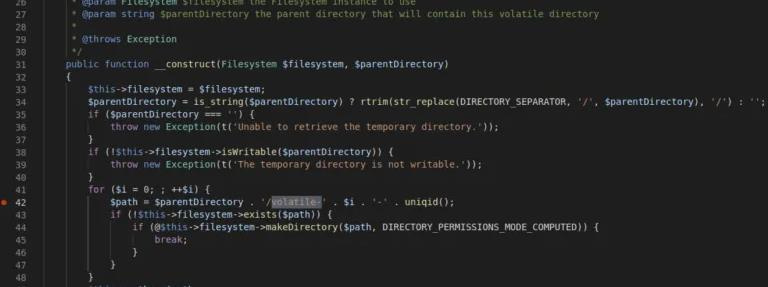 26 * @param Filesystem $filesystem the Filesystem instance to use
27 * @param string $parentDirectory the parent directory that will contain this volatile directory
28 *
29 * @throws Exception
30 */
31 public function __construct(Filesystem $filesystem, $parentDirectory)
32 {
33 $this->filesystem = $filesystem;
34 $parentDirectory = is_string($parentDirectory) ? rtrim(str_replace(DIRECTORY_SEPARATOR, '/', $parentDirectory), '/') : '';
35 if ($parentDirectory === '') {
36 throw new Exception(t('Unable to retrieve the temporary directory.'));
37 }
38 if (!$this->filesystem->isWritable($parentDirectory)) {
39 throw new Exception(t('The temporary directory is not writable.'));
40 }
41 for ($i = 0; ; ++$i) {
42 $path = $parentDirectory . '/volatile-' . $i . '-' . uniqid();
43 if (!$this->filesystem->exists($path)) {
44 if (@$this->filesystem->makeDirectory($path, DIRECTORY_PERMISSIONS_MODE_COMPUTED)) {
45 break;
46 }
47 }
48 }